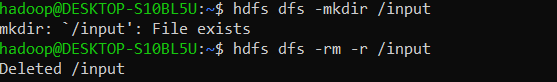 hadoop@DESKTOP-S10BL5U:~$ hdfs dfs -mkdir /input
mkdir: `/input': File exists
hadoop@DESKTOP-S10BL5U:~$ hdfs dfs -rm -r /input
Deleted /input